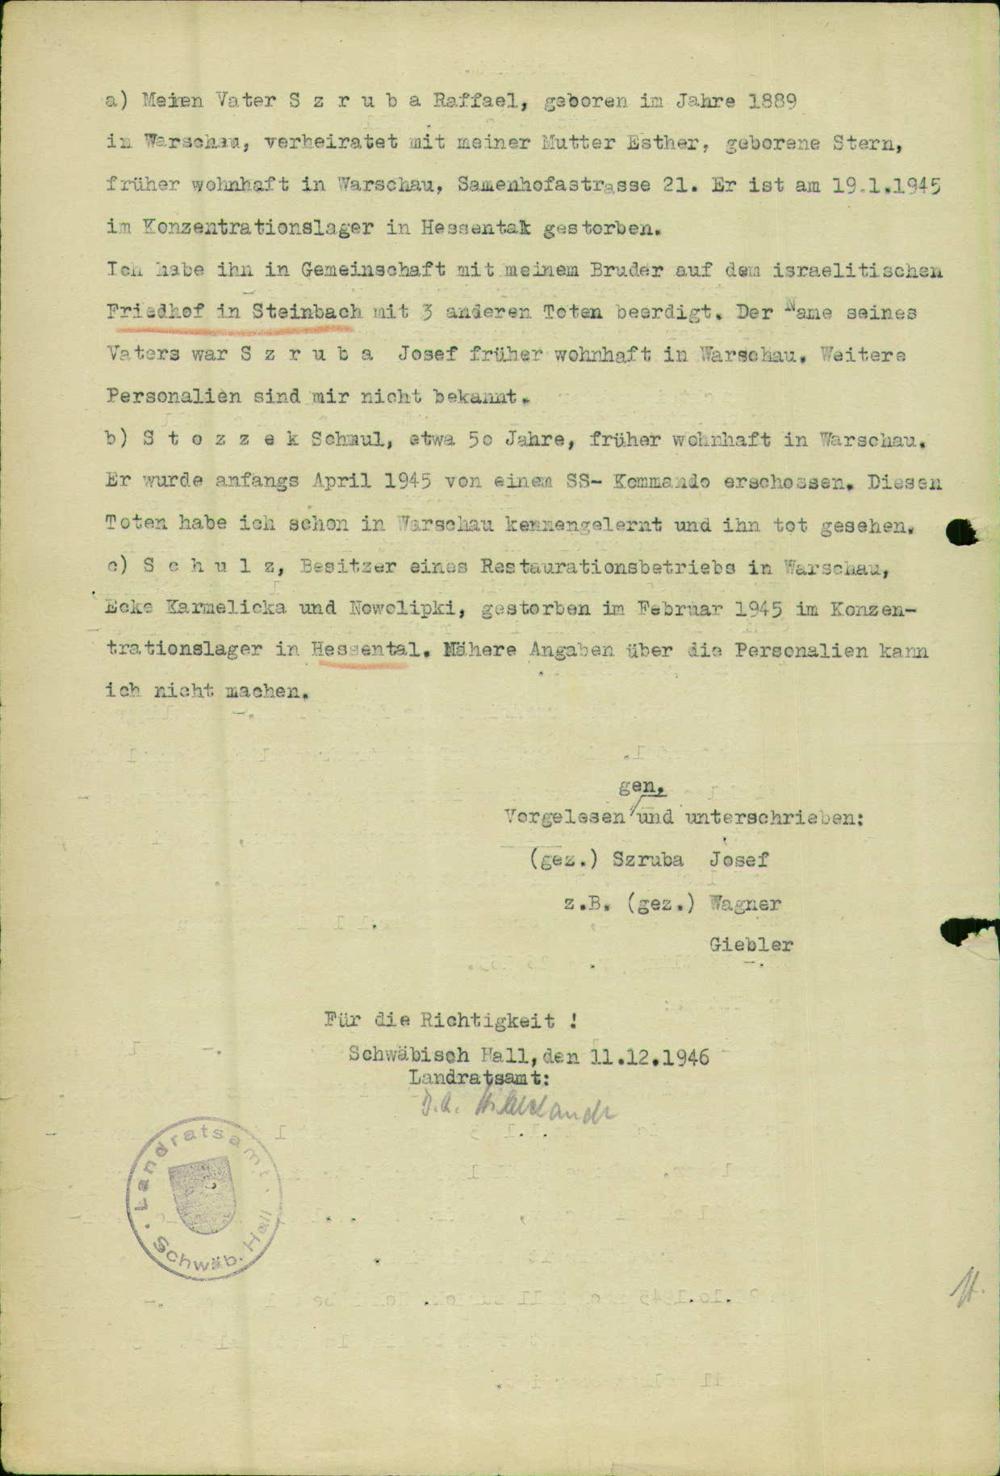 a) Meinen Vater S z r u b a Raffael, geboren im Jahre 1889
in Warschau, verheiratet mit meiner Mutter Esther, geborene Stern,
früher wohnhaft in Warschau, Samenhofastrasse 21. Er ist am 19.1.1945
im Konzentrationslager in Hessental gestorben.
Ich habe ihn in Gemeinschaft mit meinem Bruder auf dem israelitischen
Friedhof in Steinbach mit 3 anderen Toten beerdigt. Der Name seines
Vaters war S z r u b a Josef früher wohnhaft in Warschau. Weitere
Personalien sind mir nicht bekannt.
b) S t o z z e k Schmul, etwa 5o Jahre, früher wohnhaft in Warschau.
Er wurde anfangs April 1945 von einem SS- Kommando erschossen. Diesen
Toten habe ich schon in Warschau kennengelernt und ihn tot gesehen.
c) S c h u l z, Besitzer eines Restaurationsbetriebs in Warschau,
Ecke Karmelicka und Nowolipki, gestorben im Februar 1945 im Konzen-
trationslager in Hessental. Nähere Angaben über die Personalien kann
ich nicht machen.
gen.
Vorgelesen und unterschrieben:
(gez.) Szruba Josef
z.B. (gez.) Wagner
Giebler
Für die Richtigkeit !
Schwäbisch Hall, den 11.12.1946
Landratsamt:
J.A.
Landratsamt
Schwäb. Hall